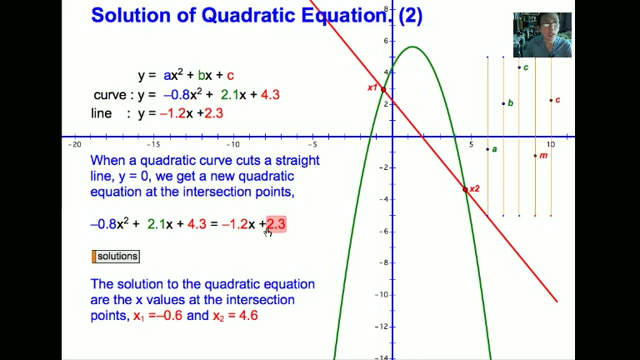 Solution of Quadratic Equation. (2)
y = ax² + bx + c
curve : y = –0.8x² + 2.1x + 4.3
line : y = –1.2x +2.3
When a quadratic curve cuts a straight
line, y = 0, we get a new quadratic
equation at the intersection points,
–0.8x² + 2.1x + 4.3 = –1.2x +2.3
solutions
The solution to the quadratic equation
are the x values at the intersection
points, x₁ =–0.6 and x₂ = 4.6
8
6
4
2
-2
-4
-6
-8
-10
-12
-14
-20
-15
-10
-5
5
10
x1
x2
a
b
c
m
c